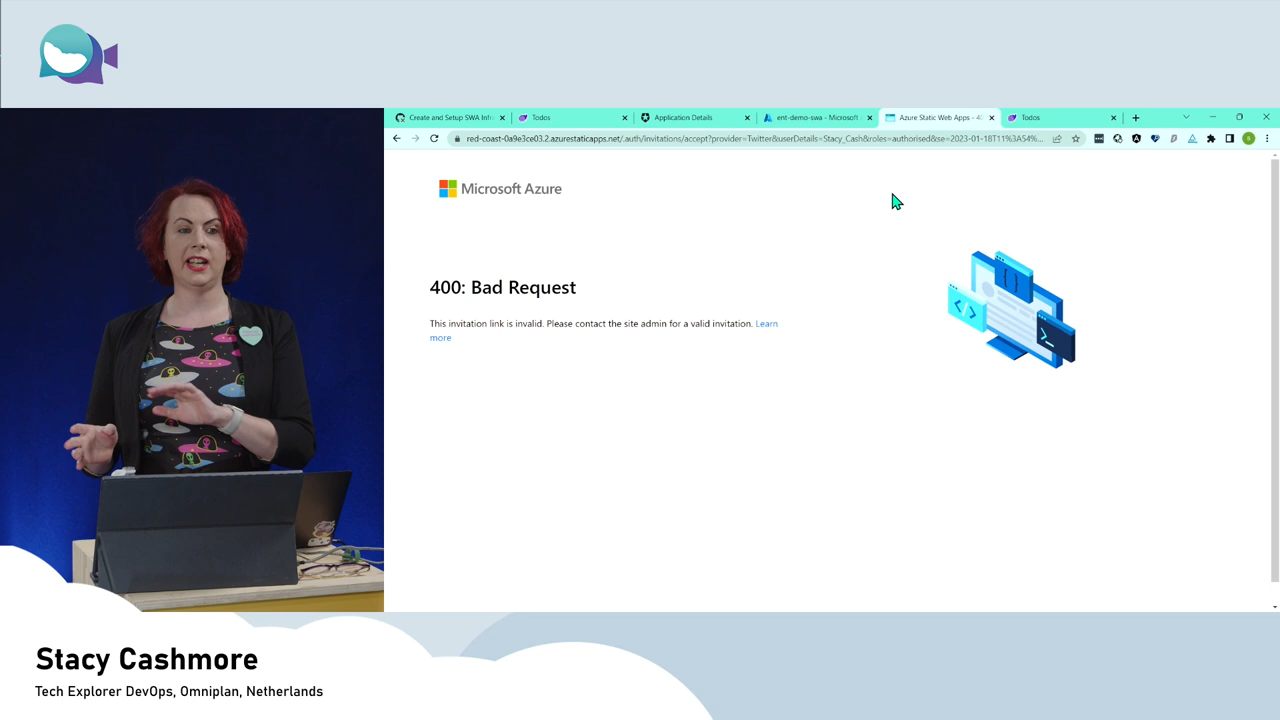 Create and Setup SWA Infra
Todos
Application Details
ent-demo-swa - Microsoft
Azure Static Web Apps - 40
Todos
red-coast-0a9e3ce03.2.azurestaticapps.net/.auth/invitations/accept?provider=Twitter&userDetails=Stacy_Cash&roles=authorised&se=2023-01-18T11%3A54%...
Microsoft Azure
400: Bad Request
This invitation link is invalid. Please contact the site admin for a valid invitation. Learn
more
Stacy Cashmore
Tech Explorer DevOps, Omniplan, Netherlands